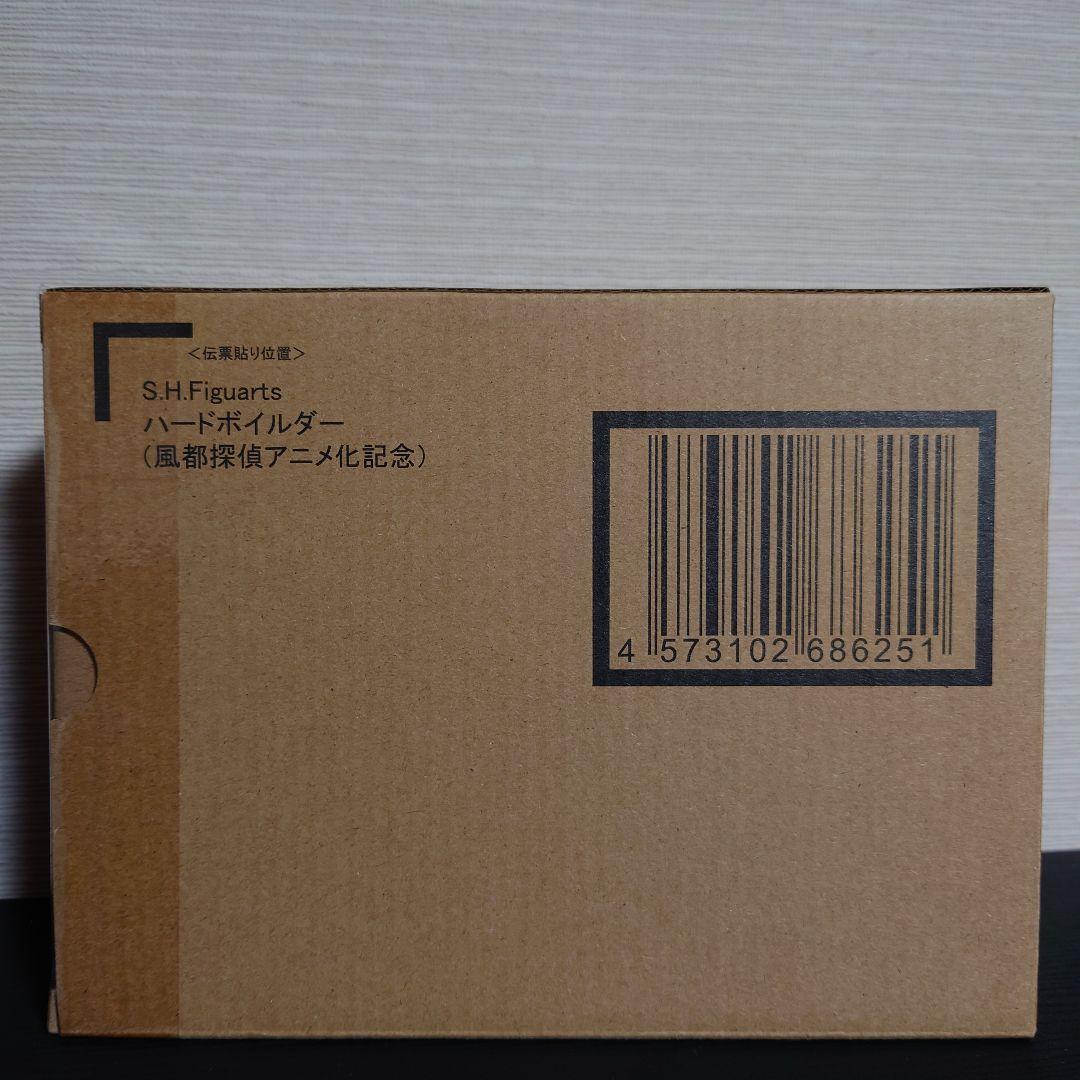 ＜伝票貼り位置＞
S.H.Figuarts
ハードボイルダー
（風都探偵アニメ化記念）
4 573102 686251